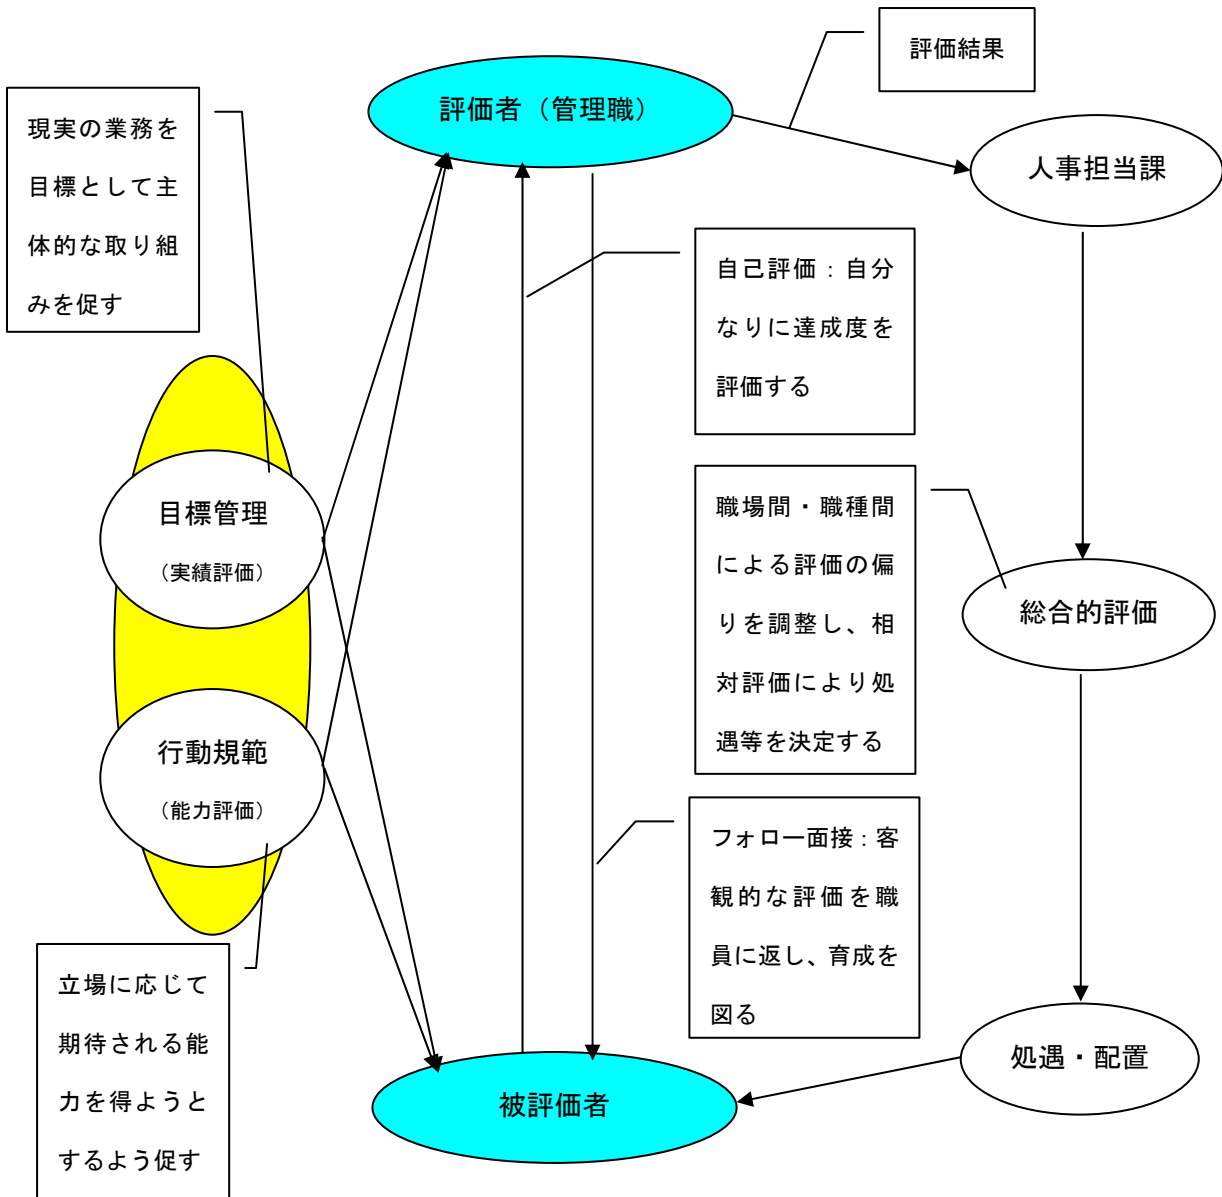 評価結果
評価者（管理職）
人事担当課
現実の業務を
目標として主
体的な取り組
みを促す
自己評価：自分
なりに達成度を
評価する
目標管理
（実績評価）
職場間・職種間
による評価の偏
りを調整し、相
対評価により処
遇等を決定する
総合的評価
行動規範
（能力評価）
フォロー面接：客
観的な評価を職
員に返し、育成を
図る
立場に応じて
期待される能
力を得ようと
するよう促す
処遇・配置
被評価者